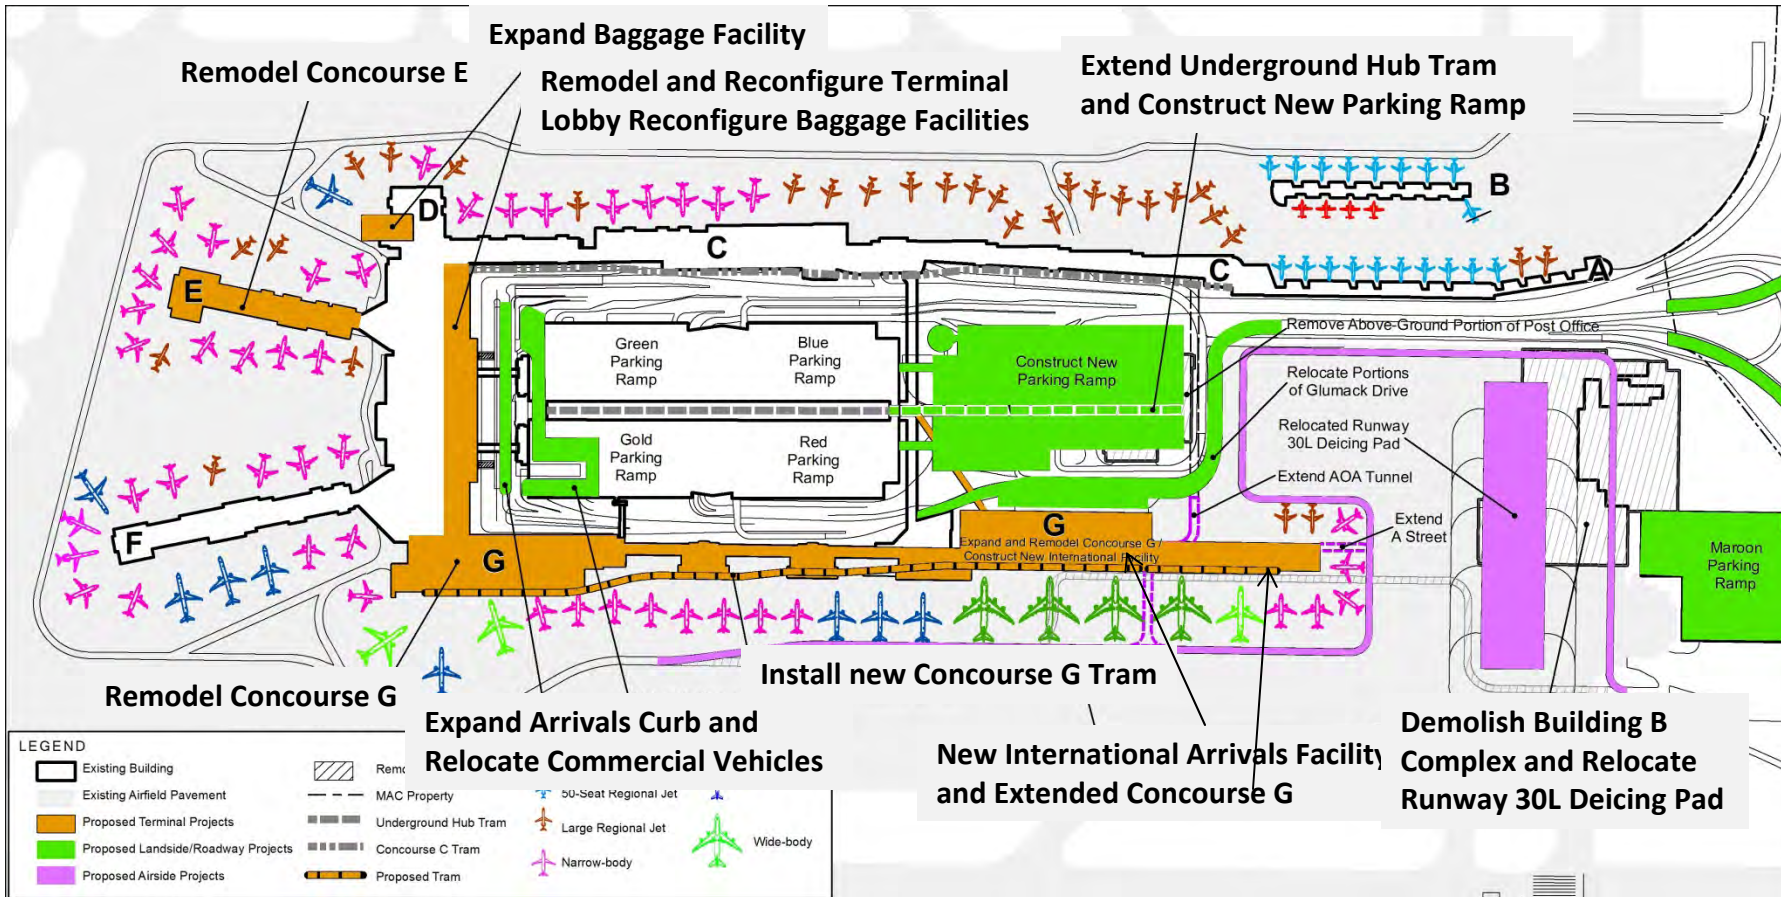 Expand Baggage Facility
Remodel Concourse E
Remodel and Reconfigure Terminal
Lobby Reconfigure Baggage Facilities
Extend Underground Hub Tram
and Construct New Parking Ramp
B
D
C
C
A
E
Green
Parking
Ramp
Blue
Parking
Ramp
Construct New
Parking Ramp
Remove Above-Ground Portion of Post Office
Relocate Portions
of Glumack Drive
Relocated Runway
30L Deicing Pad
Gold
Parking
Ramp
Red
Parking
Ramp
Extend AOA Tunnel
Extend
A Street
F
G
G
Expand and Remodel Concourse G /
Construct New International Facility
Maroon
Parking
Ramp
Remodel Concourse G
Install new Concourse G Tram
Expand Arrivals Curb and
Relocate Commercial Vehicles
New International Arrivals Facility
and Extended Concourse G
Demolish Building B
Complex and Relocate
Runway 30L Deicing Pad
LEGEND
Existing Building
Existing Airfield Pavement
Proposed Terminal Projects
Proposed Landside/Roadway Projects
Proposed Airside Projects
MAC Property
Underground Hub Tram
Concourse C Tram
Proposed Tram
50-Seat Regional Jet
Large Regional Jet
Narrow-body
Wide-body